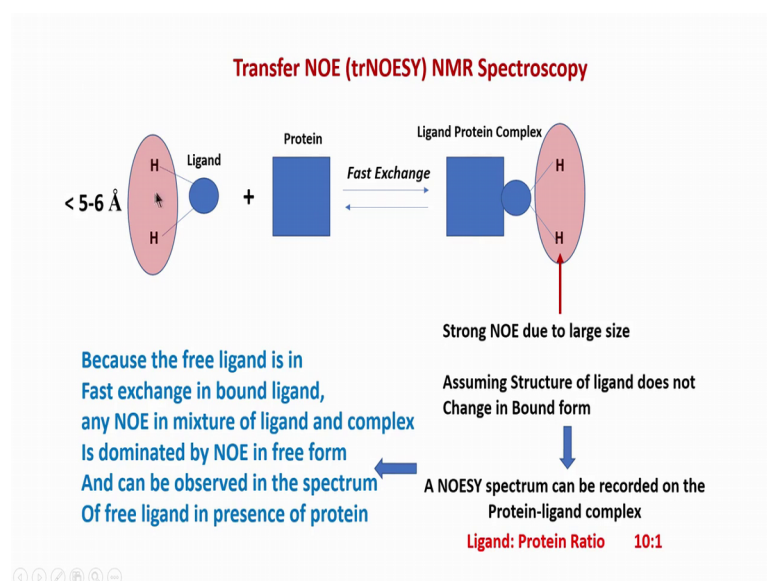 Transfer NOE (trNOESY) NMR Spectroscopy
Ligand Protein Complex
Protein
Ligand
H
H
Fast Exchange
< 5-6 Å
+
H
H
Strong NOE due to large size
Assuming Structure of ligand does not
Change in Bound form
A NOESY spectrum can be recorded on the
Protein-ligand complex
Ligand: Protein Ratio 10:1
Because the free ligand is in
Fast exchange in bound ligand,
any NOE in mixture of ligand and complex
Is dominated by NOE in free form
And can be observed in the spectrum
Of free ligand in presence of protein